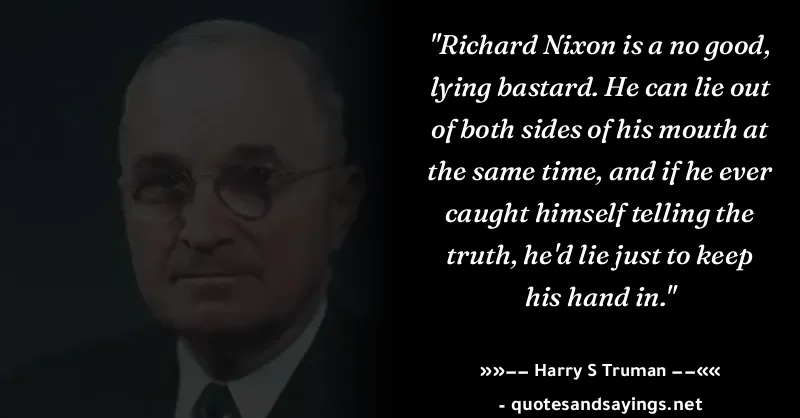 "Richard Nixon is a no good,
lying bastard. He can lie out
of both sides of his mouth at
the same time, and if he ever
caught himself telling the
truth, he'd lie just to keep
his hand in."
»»−− Harry S Truman −−««
- quotesandsayings.net